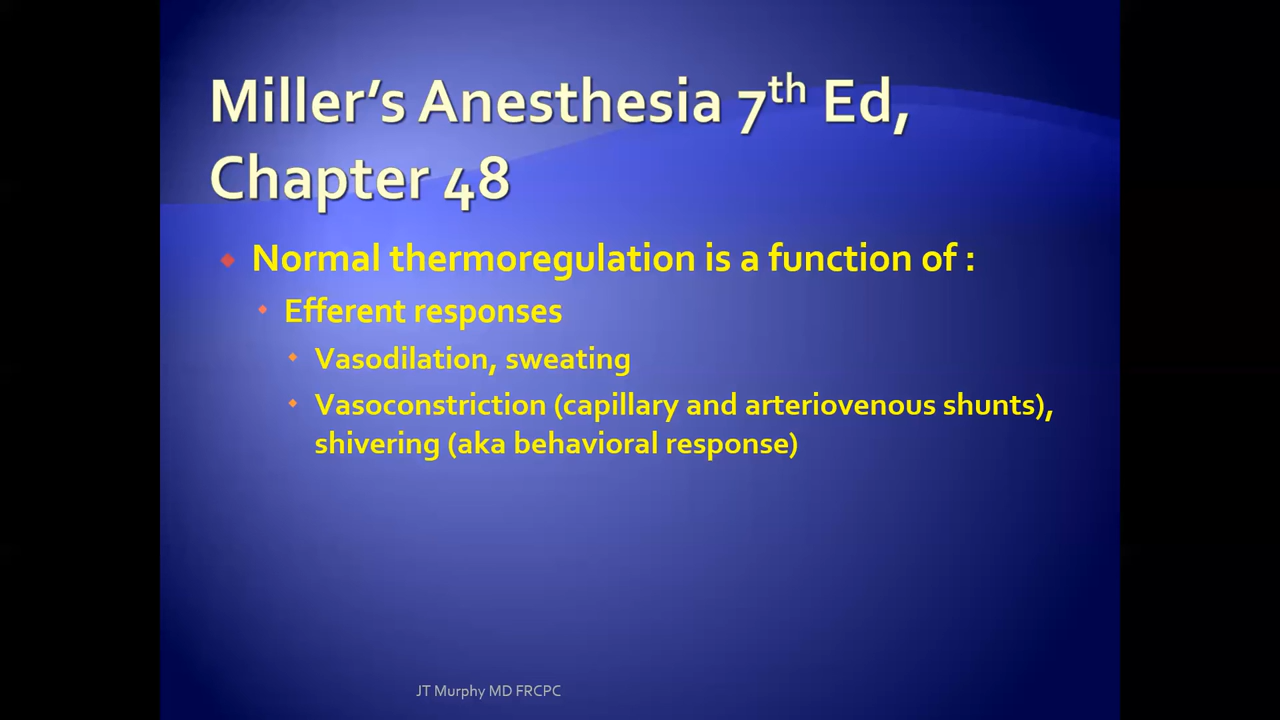 Miller's Anesthesia 7th Ed,
Chapter 48
Normal thermoregulation is a function of :
Efferent responses
Vasodilation, sweating
Vasoconstriction (capillary and arteriovenous shunts),
shivering (aka behavioral response)
JT Murphy MD FRCPC